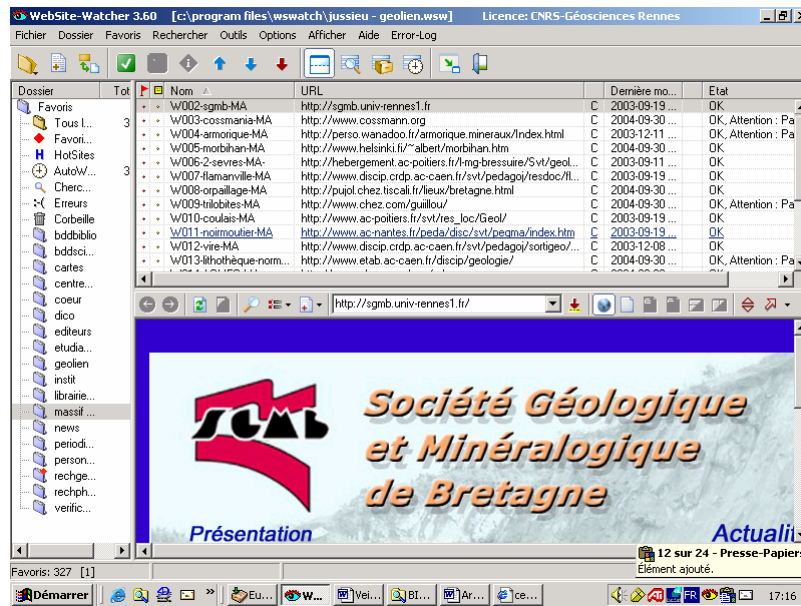 WebSite-Watcher 3.60 [c:\program files\wswatch\jussieu - geolien.wsw] Licence: CNRS-Géosciences Rennes
Fichier Dossier Favoris Rechercher Outils Options Afficher Aide Error-Log
Dossier Tot Nom URL Dernière mo... Etat
Favoris
Tous l... 3
Favori...
HotSites
AutoW... 3
Cherc...
Erreurs
Corbeille
bddbiblio
bddsci...
cartes
centre...
coeur
dico
editeurs
etudia...
geolien
instit
librairie...
massif ...
news
periodi...
person...
rechge...
rechph...
verific...
W002-sgmb-MA http://sgmb.univ-rennes1.fr C 2003-09-19 ... OK
W003-cossmania-MA http://www.cossmann.org C 2004-09-30 ... OK, Attention : Pa
W004-armorique-MA http://perso.wanadoo.fr/armorique.mineraux/Index.html C 2003-12-11 ... OK
W005-morbihan-MA http://www.helsinki.fi/~albert/morbihan.htm C 2004-09-30 ... OK, Attention : Pa
W006-2-sevres-MA- http://hebergement.ac-poitiers.fr/l-mg-bressuire/Svt/geol... C 2003-09-11 ... OK
W007-flamanville-MA http://www.discip.crdp.ac-caen.fr/svt/pedagoj/resdoc/fl... C 2003-09-19 ... OK
W008-orpaillage-MA http://pujol.chez.tiscali.fr/lieux/bretagne.html C 2004-09-30 ... OK
W009-trilobites-MA http://www.chez.com/guillou/ C 2004-09-30 ... OK, Attention : Pa
W010-coulais-MA http://www.ac-poitiers.fr/svt/res_loc/Geol/ C 2003-09-19 ... OK
W011-noirmoutier-MA http://www.ac-nantes.fr/peda/disc/svt/pegma/index.htm C 2003-09-19 ... OK
W012-vire-MA http://www.discip.crdp.ac-caen.fr/svt/pedagoj/sortigeo/... C 2003-12-08 ... OK
W013-lithothèque-norm... http://www.etab.ac-caen.fr/discip/geologie/ C 2004-09-30 ... OK, Attention : Pa
http://sgmb.univ-rennes1.fr/
SGMB
Société Géologique
et Minéralogique
de Bretagne
Présentation Actualit
12 sur 24 - Presse-Papiers
Élément ajouté.
Favoris: 327 [1]
Démarrer » Eu... W... Vei... BI... Ar... ce... FR 17:16